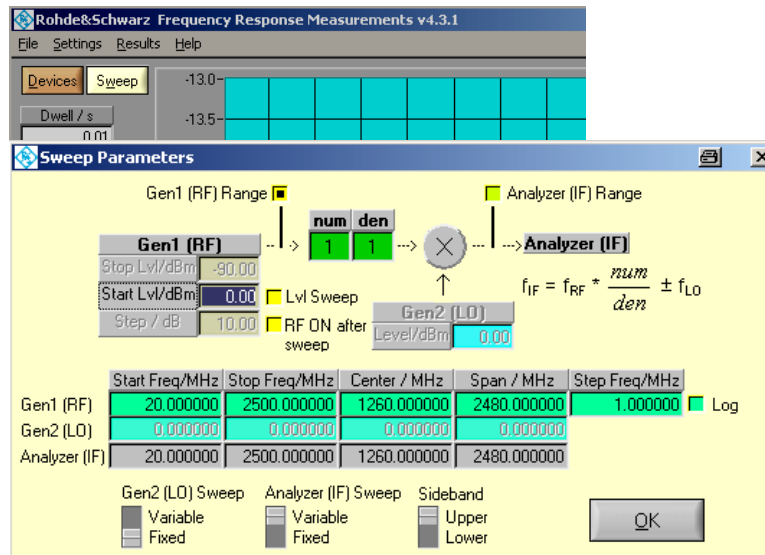 Rohde&Schwarz Frequency Response Measurements v4.3.1
File Settings Results Help
Devices Sweep
-13.0
Dwell / s
-13.5
0.01
Sweep Parameters
Gen1 (RF) Range
Analyzer (IF) Range
num den
Gen1 (RF)
1 1
Analyzer (IF)
Stop Lvl/dBm -90.00
Start Lvl/dBm 0.00 Lvl Sweep
fIF = fRF * num/den ± fLO
Step / dB 10.00 RF ON after sweep
Gen2 (LO)
Level/dBm 0.00
Start Freq/MHz Stop Freq/MHz Center / MHz Span / MHz Step Freq/MHz
Gen1 (RF) 20.000000 2500.000000 1260.000000 2480.000000 1.000000 Log
Gen2 (LO) 0.000000 0.000000 0.000000 0.000000
Analyzer (IF) 20.000000 2500.000000 1260.000000 2480.000000
Gen2 (LO) Sweep Analyzer (IF) Sweep Sideband
Variable Variable Upper
Fixed Fixed Lower
OK